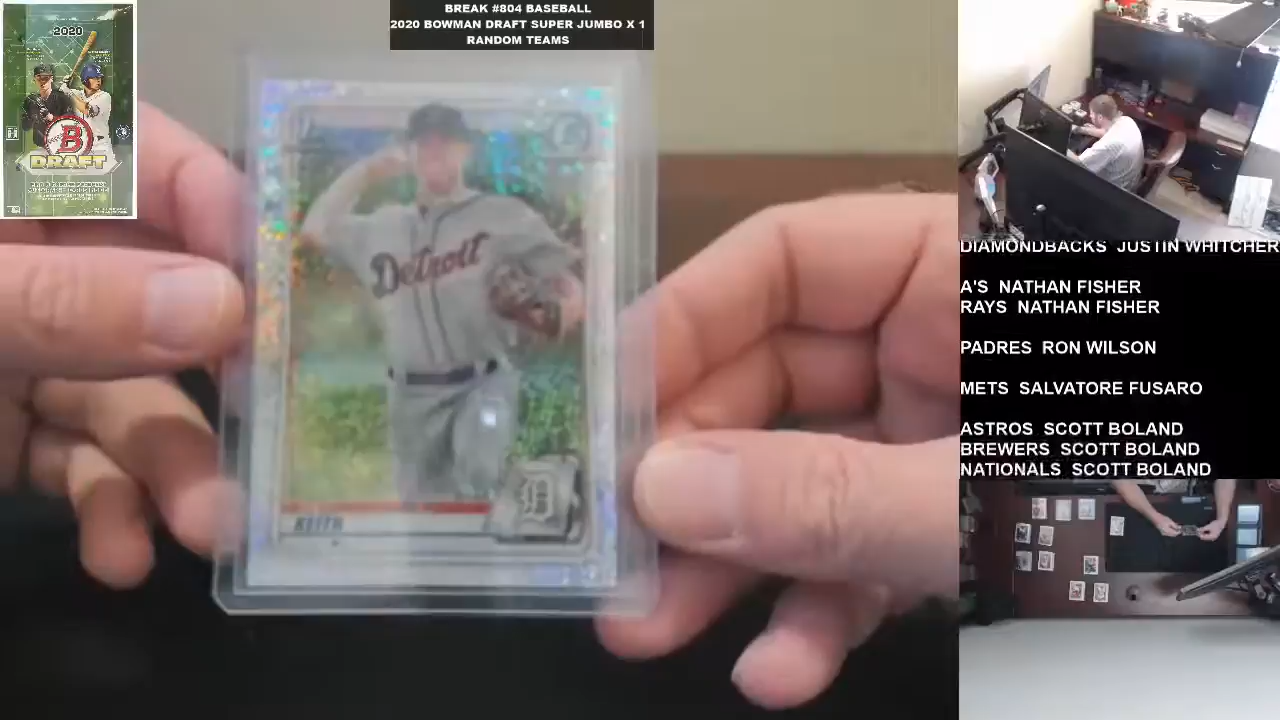 BREAK #804 BASEBALL
2020 BOWMAN DRAFT SUPER JUMBO X 1
RANDOM TEAMS
2020
B
DRAFT
Detroit
KEITH
D
DIAMONDBACKS JUSTIN WHITCHER
A'S NATHAN FISHER
RAYS NATHAN FISHER
PADRES RON WILSON
METS SALVATORE FUSARO
ASTROS SCOTT BOLAND
BREWERS SCOTT BOLAND
NATIONALS SCOTT BOLAND